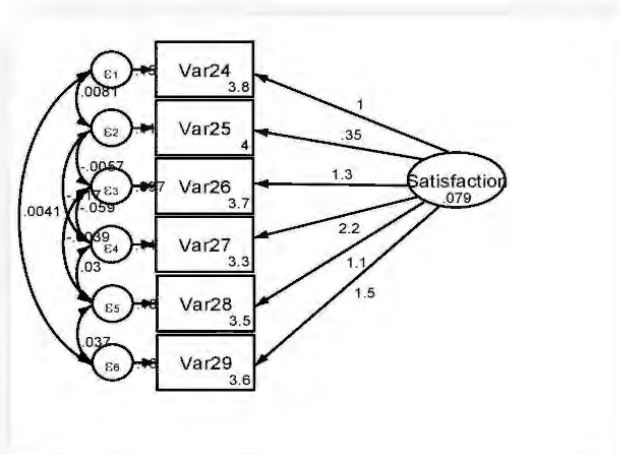 ε1
Var24
3.8
.0081
1
ε2
Var25
4
.35
-.0057
ε3
Var26
3.7
1.3
Satisfaction
.079
.0041
-.059
ε4
Var27
3.3
2.2
.03
ε5
Var28
3.5
1.1
1.5
.037
ε6
Var29
3.6